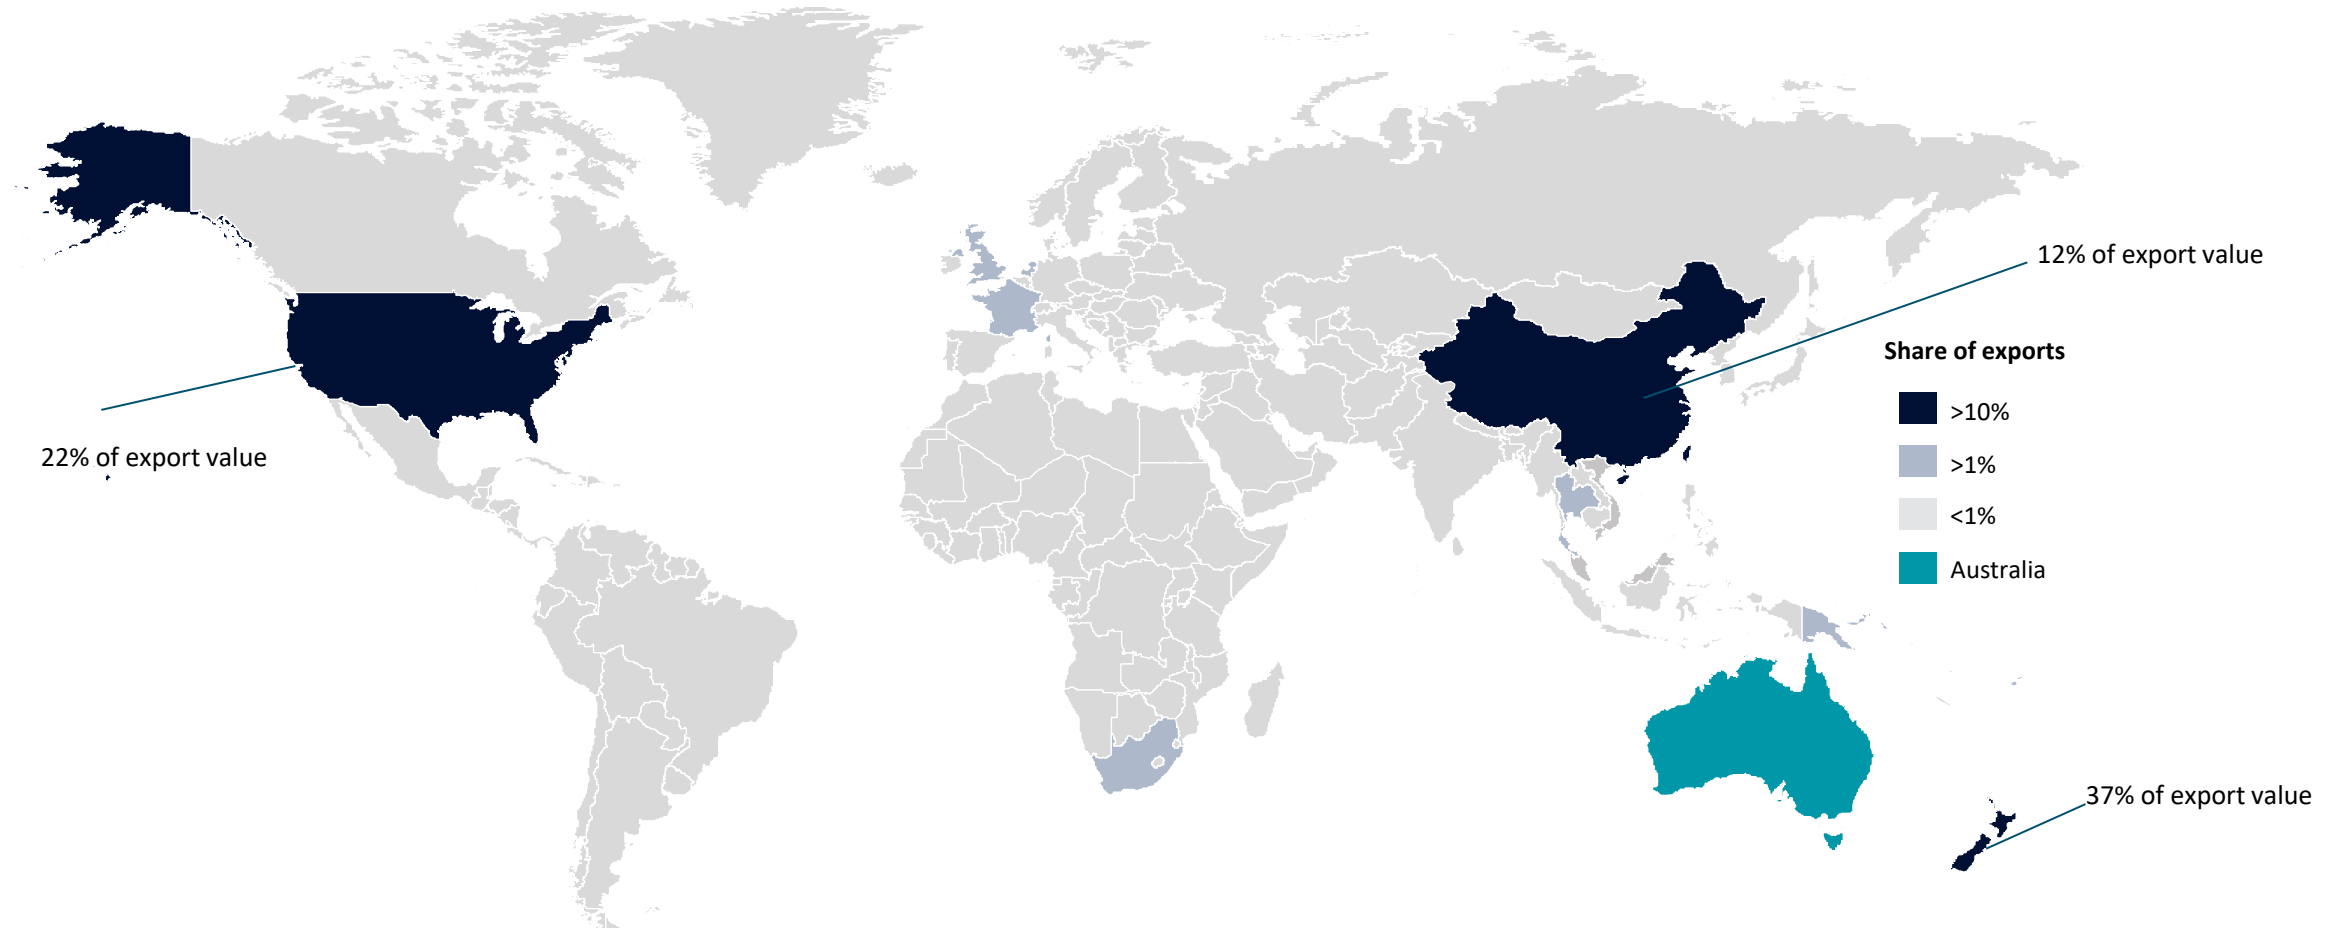 12% of export value
Share of exports
>10%
22% of export value
>1%
<1%
Australia
37% of export value